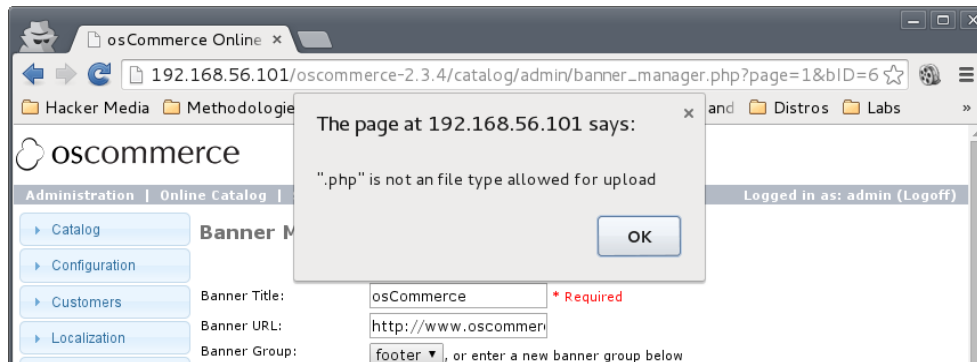 osCommerce Online
192.168.56.101/oscommerce-2.3.4/catalog/admin/banner_manager.php?page=1&bID=6
Hacker Media Methodologie and Distros Labs »
The page at 192.168.56.101 says:
".php" is not an file type allowed for upload
OK
oscommerce
Administration | Online Catalog | Logged in as: admin (Logoff)
Catalog
Banner M
Configuration
Customers
Localization
Banner Title: osCommerce * Required
Banner URL: http://www.oscommer
Banner Group: footer , or enter a new banner group below